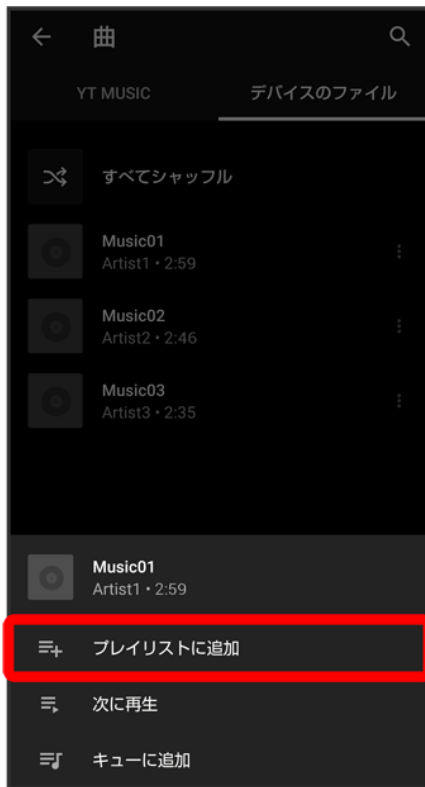 曲
YT MUSIC デバイスのファイル
すべてシャッフル
Music01
Artist1 • 2:59
Music02
Artist2 • 2:46
Music03
Artist3 • 2:35
Music01
Artist1 • 2:59
プレイリストに追加
次に再生
キューに追加